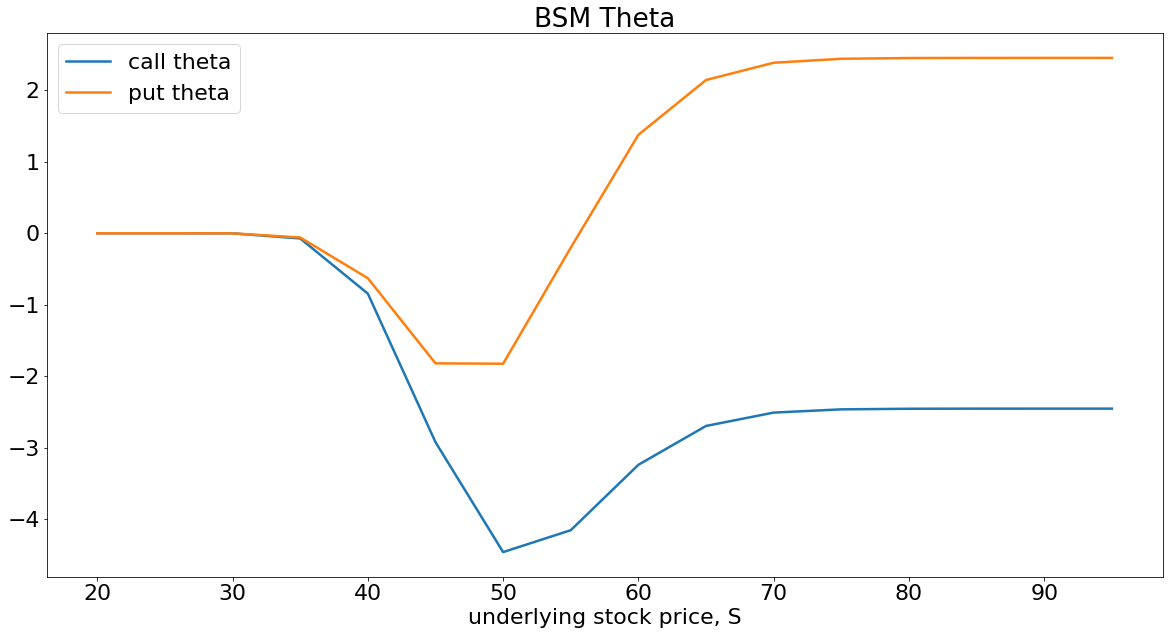 BSM Theta
call theta
put theta
2
1
0
−1
−2
−3
−4
20 30 40 50 60 70 80 90
underlying stock price, S